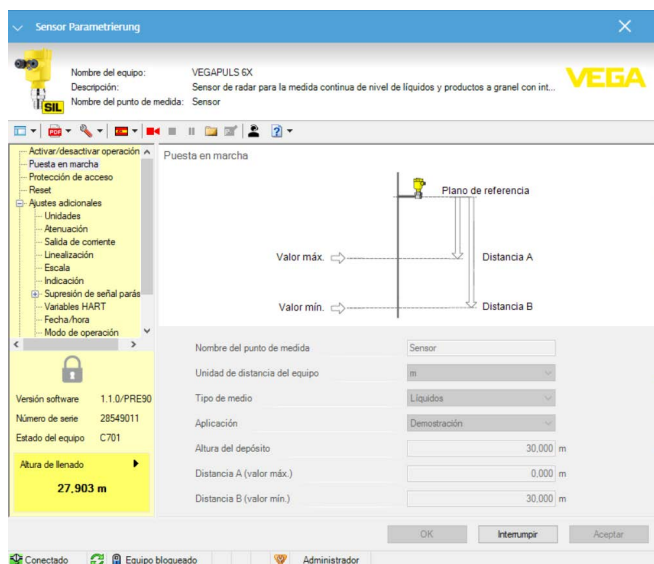 Sensor Parametrierung
Nombre del equipo: VEGAPULS 6X
Descripción: Sensor de radar para la medida continua de nivel de líquidos y productos a granel con int...
Nombre del punto de medida: Sensor
SIL
VEGA
PDF
Activar/desactivar operación
Puesta en marcha
Protección de acceso
Reset
Ajustes adicionales
Unidades
Atenuación
Salida de corriente
Linealización
Escala
Indicación
Supresión de señal parás
Variables HART
Fecha/hora
Modo de operación
Versión software 1.1.0/PRE90
Número de serie 28549011
Estado del equipo C701
Altura de llenado
27,903 m
Puesta en marcha
Plano de referencia
Valor máx.
Distancia A
Valor mín.
Distancia B
Nombre del punto de medida Sensor
Unidad de distancia del equipo m
Tipo de medio Líquidos
Aplicación Demostración
Altura del depósito 30,000 m
Distancia A (valor máx.) 0,000 m
Distancia B (valor mín.) 30,000 m
OK Interrumpir Aceptar
Conectado Equipo bloqueado Administrador